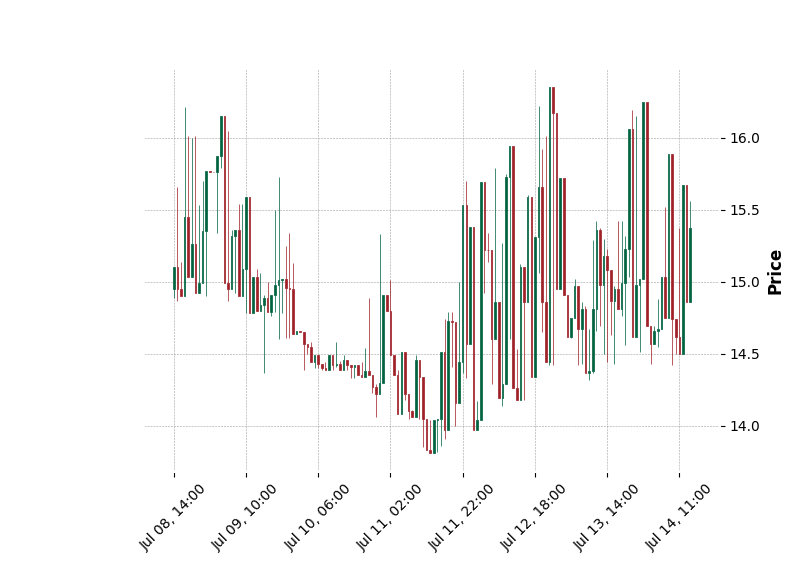 16.0
15.5
15.0
14.5
14.0
Price
Jul 08, 14:00
Jul 09, 10:00
Jul 10, 06:00
Jul 11, 02:00
Jul 11, 22:00
Jul 12, 18:00
Jul 13, 14:00
Jul 14, 11:00